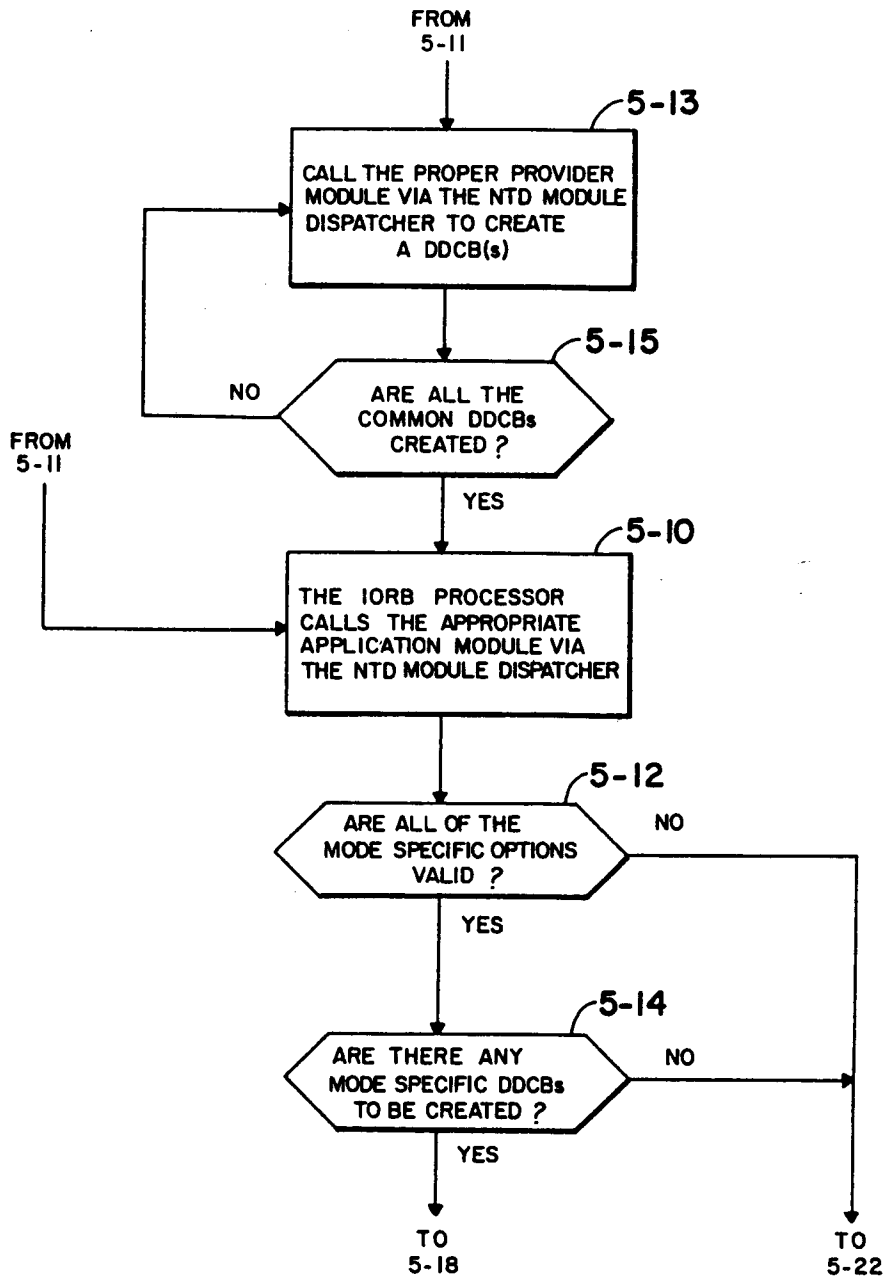 FROM
5-11
5-13
CALL THE PROPER PROVIDER
MODULE VIA THE NTD MODULE
DISPATCHER TO CREATE
A DDCB(s)
5-15
NO
ARE ALL THE
COMMON DDCBs
CREATED ?
FROM
5-11
YES
5-10
THE IORB PROCESSOR
CALLS THE APPROPRIATE
APPLICATION MODULE VIA
THE NTD MODULE DISPATCHER
5-12
ARE ALL OF THE
MODE SPECIFIC OPTIONS
VALID ?
NO
YES
5-14
ARE THERE ANY
MODE SPECIFIC DDCBs
TO BE CREATED ?
NO
YES
TO
5-18
TO
5-22